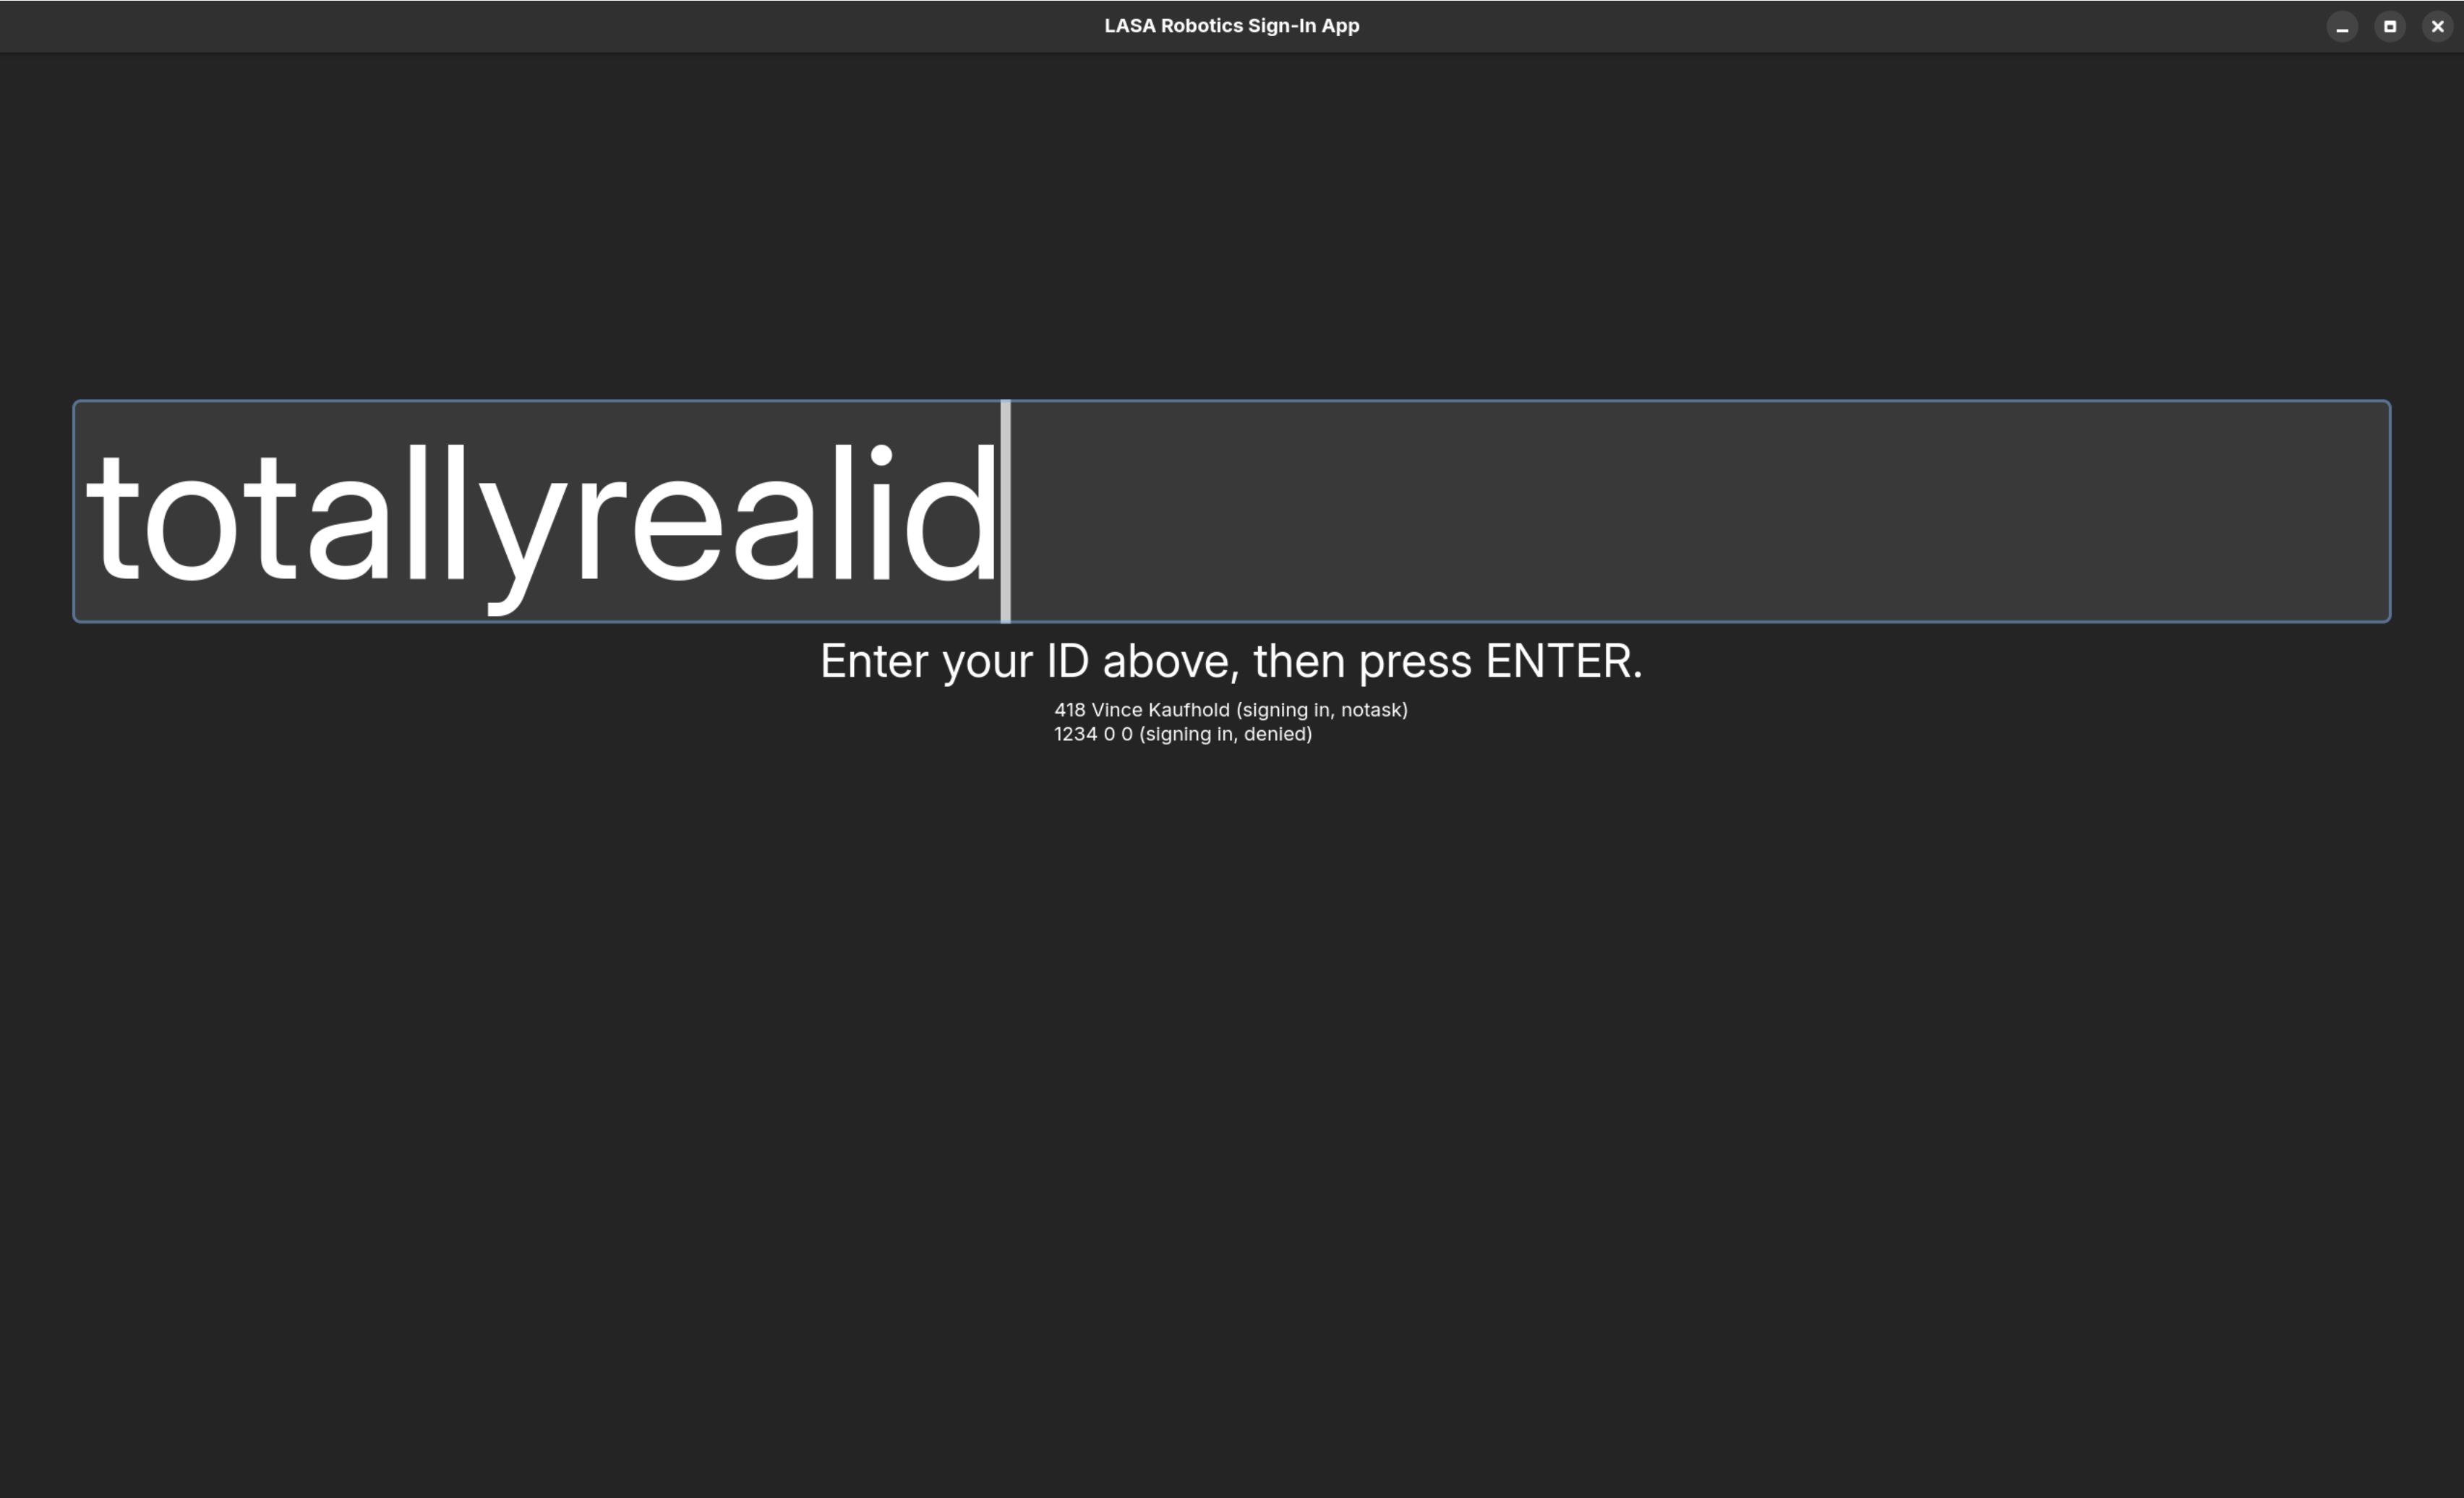 LASA Robotics Sign-In App
totallyrealid
Enter your ID above, then press ENTER.
418 Vince Kaufhold (signing in, notask)
1234 0 0 (signing in, denied)